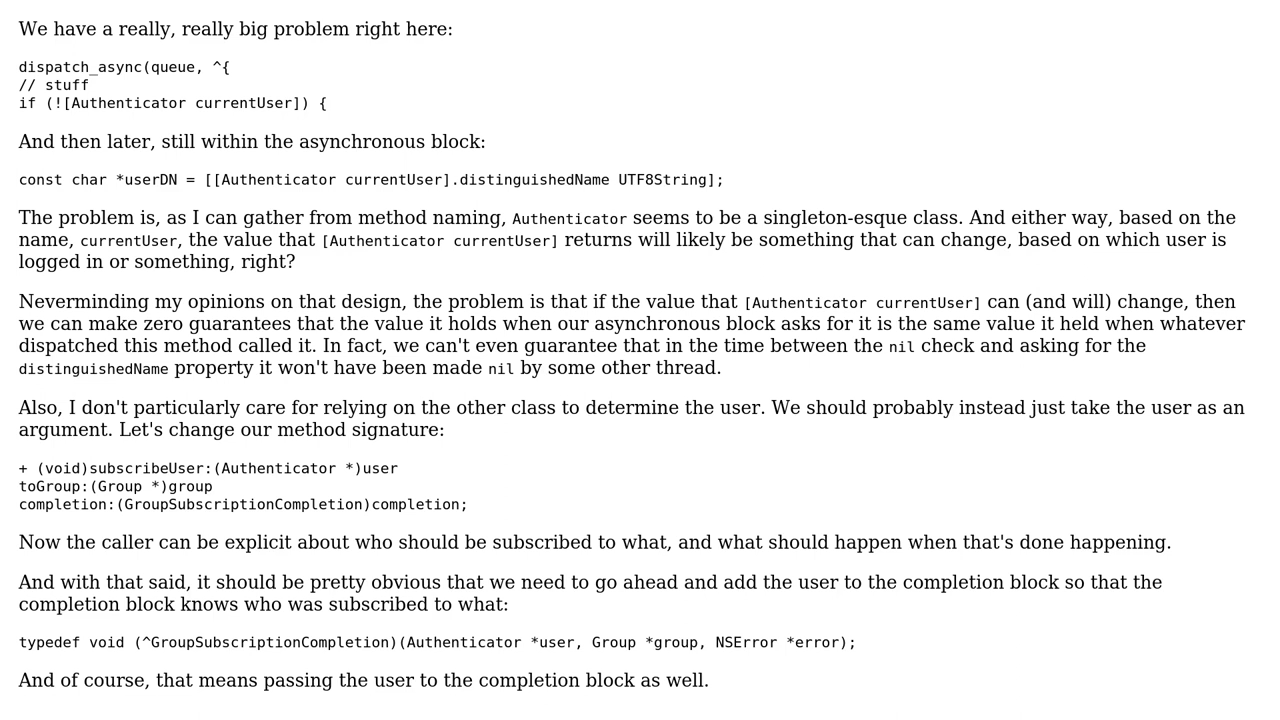 We have a really, really big problem right here:
dispatch_async(queue, ^{
// stuff
if (![Authenticator currentUser]) {
And then later, still within the asynchronous block:
const char *userDN = [[Authenticator currentUser].distinguishedName UTF8String];
The problem is, as I can gather from method naming, Authenticator seems to be a singleton-esque class. And either way, based on the
name, currentUser, the value that [Authenticator currentUser] returns will likely be something that can change, based on which user is
logged in or something, right?
Neverminding my opinions on that design, the problem is that if the value that [Authenticator currentUser] can (and will) change, then
we can make zero guarantees that the value it holds when our asynchronous block asks for it is the same value it held when whatever
dispatched this method called it. In fact, we can't even guarantee that in the time between the nil check and asking for the
distinguishedName property it won't have been made nil by some other thread.
Also, I don't particularly care for relying on the other class to determine the user. We should probably instead just take the user as an
argument. Let's change our method signature:
+ (void)subscribeUser:(Authenticator *)user
toGroup:(Group *)group
completion:(GroupSubscriptionCompletion)completion;
Now the caller can be explicit about who should be subscribed to what, and what should happen when that's done happening.
And with that said, it should be pretty obvious that we need to go ahead and add the user to the completion block so that the
completion block knows who was subscribed to what:
typedef void (^GroupSubscriptionCompletion)(Authenticator *user, Group *group, NSError *error);
And of course, that means passing the user to the completion block as well.